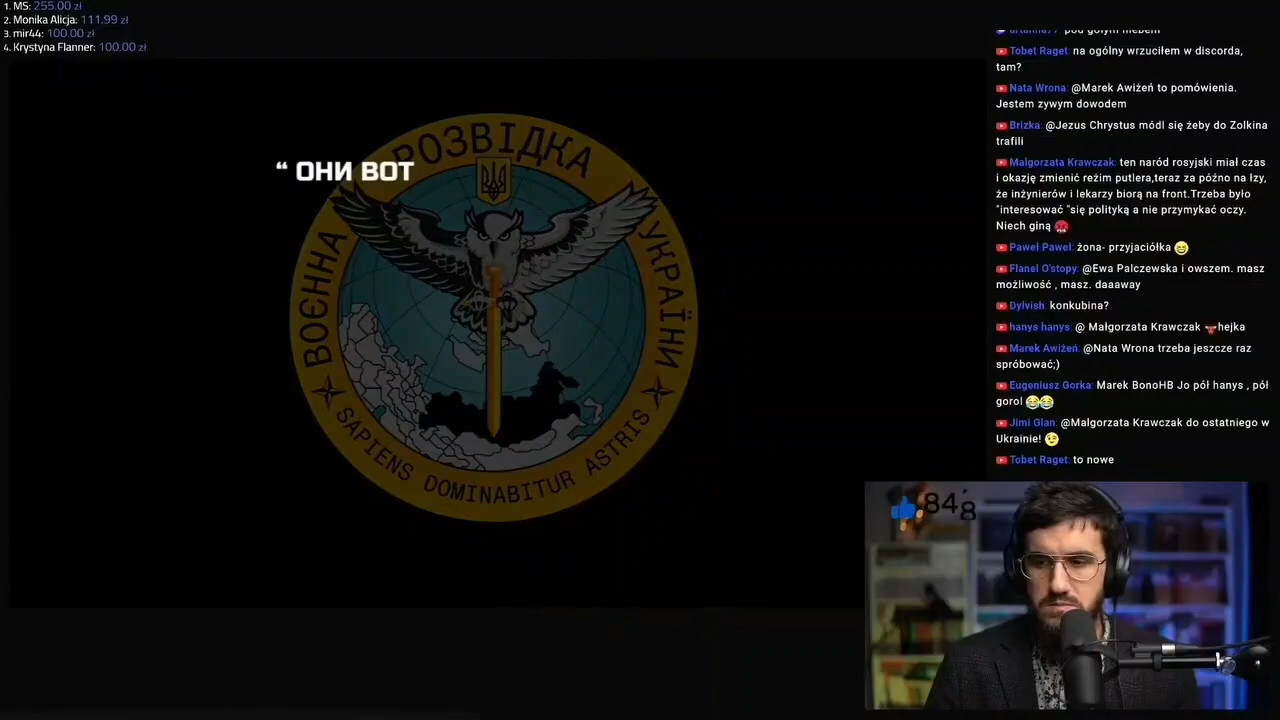 1. MS: 255.00 zł
2. Monika Alicja: 111.99 zł
3. mir44: 100.00 zł
4. Krystyna Flanner: 100.00 zł
“ ОНИ ВОТ
РОЗВІДКА
ВОЄННА
УКРАЇНИ
SAPIENS DOMINABITUR ASTRIS
pod gołym niebem
Tobet Raget: na ogólny wrzuciłem w discorda,
tam?
Nata Wrona: @Marek Awiżeń to pomówienia.
Jestem zywym dowodem
Brizka: @Jezus Chrystus módl się żeby do Zolkina
trafili
Malgorzata Krawczak: ten naród rosyjski miał czas
i okazję zmienić reżim putlera,teraz za późno na łzy,
że inżynierów i lekarzy biorą na front.Trzeba było
"interesować "się polityką a nie przymykać oczy.
Niech giną
Paweł Pawel: żona- przyjaciółka
Flanel O'stopy: @Ewa Palczewska i owszem. masz
możliwość , masz. daaaway
Dylvish: konkubina?
hanys hanys: @ Małgorzata Krawczak hejka
Marek Awiżeń: @Nata Wrona trzeba jeszcze raz
spróbować;)
Eugeniusz Gorka: Marek BonoHB Jo pół hanys , pół
gorol
Jimi Glan: @Malgorzata Krawczak do ostatniego w
Ukrainie!
Tobet Raget: to nowe
848